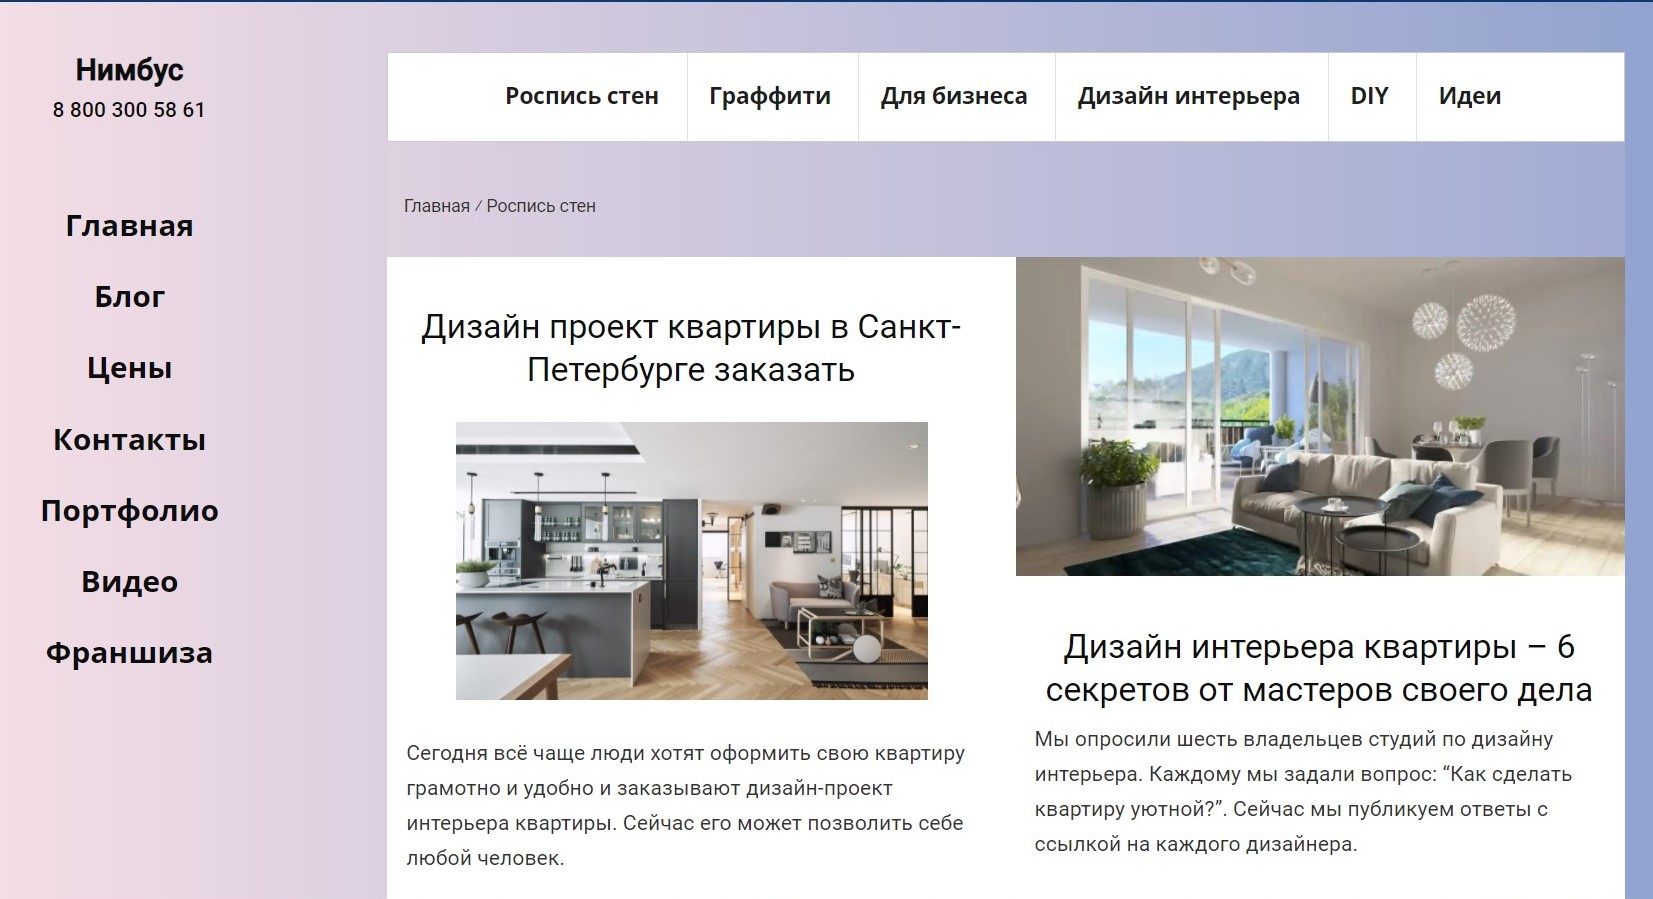 Нимбус
8 800 300 58 61
Главная
Блог
Цены
Контакты
Портфолио
Видео
Франшиза
Роспись стен
Граффити
Для бизнеса
Дизайн интерьера
DIY
Идеи
Главная / Роспись стен
Дизайн проект квартиры в Санкт-
Петербурге заказать
Сегодня всё чаще люди хотят оформить свою квартиру
грамотно и удобно и заказывают дизайн-проект
интерьера квартиры. Сейчас его может позволить себе
любой человек.
Дизайн интерьера квартиры – 6
секретов от мастеров своего дела
Мы опросили шесть владельцев студий по дизайну
интерьера. Каждому мы задали вопрос: “Как сделать
квартиру уютной?”. Сейчас мы публикуем ответы с
ссылкой на каждого дизайнера.